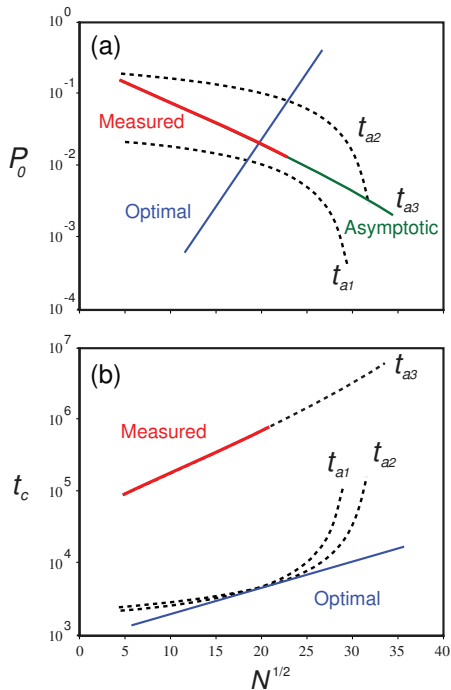 (a)
10^0
10^-1
10^-2
10^-3
10^-4
P_0
Measured
Optimal
t_a2
t_a3
Asymptotic
t_a1
(b)
10^7
10^6
10^5
10^4
10^3
t_c
Measured
t_a3
t_a1
t_a2
Optimal
0 5 10 15 20 25 30 35 40
N^1/2